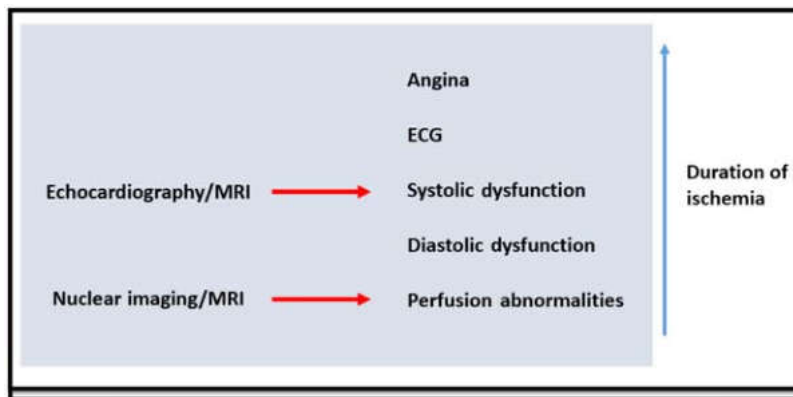 Angina
ECG
Echocardiography/MRI
Systolic dysfunction
Duration of
ischemia
Diastolic dysfunction
Nuclear imaging/MRI
Perfusion abnormalities